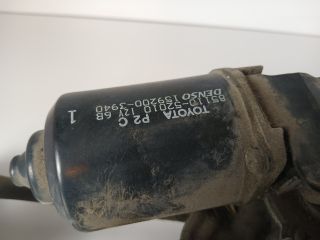 TOYOTA P2 C
85110-52010 12V 6B
DENSO 159200-3940
1